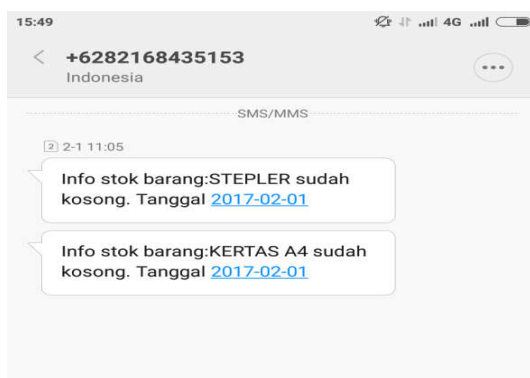 15:49
4G
+6282168435153
Indonesia
SMS/MMS
2 2-1 11:05
Info stok barang:STEPLER sudah
kosong. Tanggal 2017-02-01
Info stok barang:KERTAS A4 sudah
kosong. Tanggal 2017-02-01